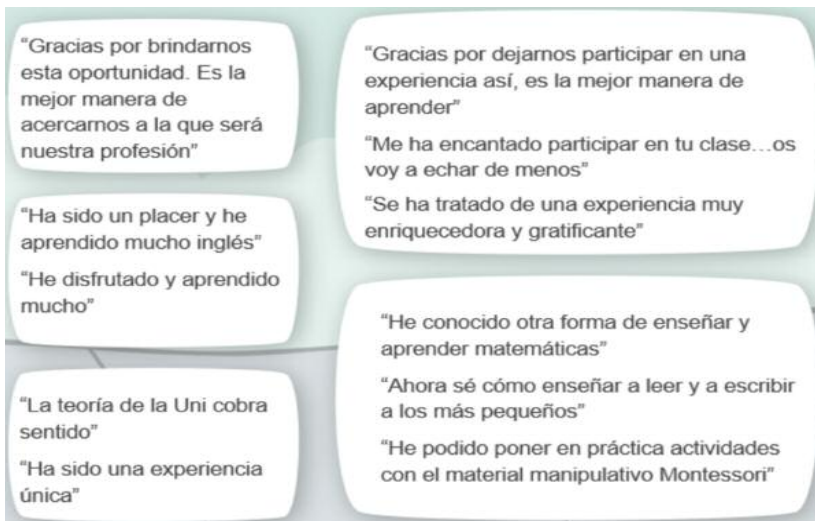 “Gracias por brindarnos
esta oportunidad. Es la
mejor manera de
acercarnos a la que será
nuestra profesión”
“Ha sido un placer y he
aprendido mucho inglés”
“He disfrutado y aprendido
mucho”
“La teoría de la Uni cobra
sentido”
“Ha sido una experiencia
única”
“Gracias por dejarnos participar en una
experiencia así, es la mejor manera de
aprender”
“Me ha encantado participar en tu clase…os
voy a echar de menos”
“Se ha tratado de una experiencia muy
enriquecedora y gratificante”
“He conocido otra forma de enseñar y
aprender matemáticas”
“Ahora sé cómo enseñar a leer y a escribir
a los más pequeños”
“He podido poner en práctica actividades
con el material manipulativo Montessori”